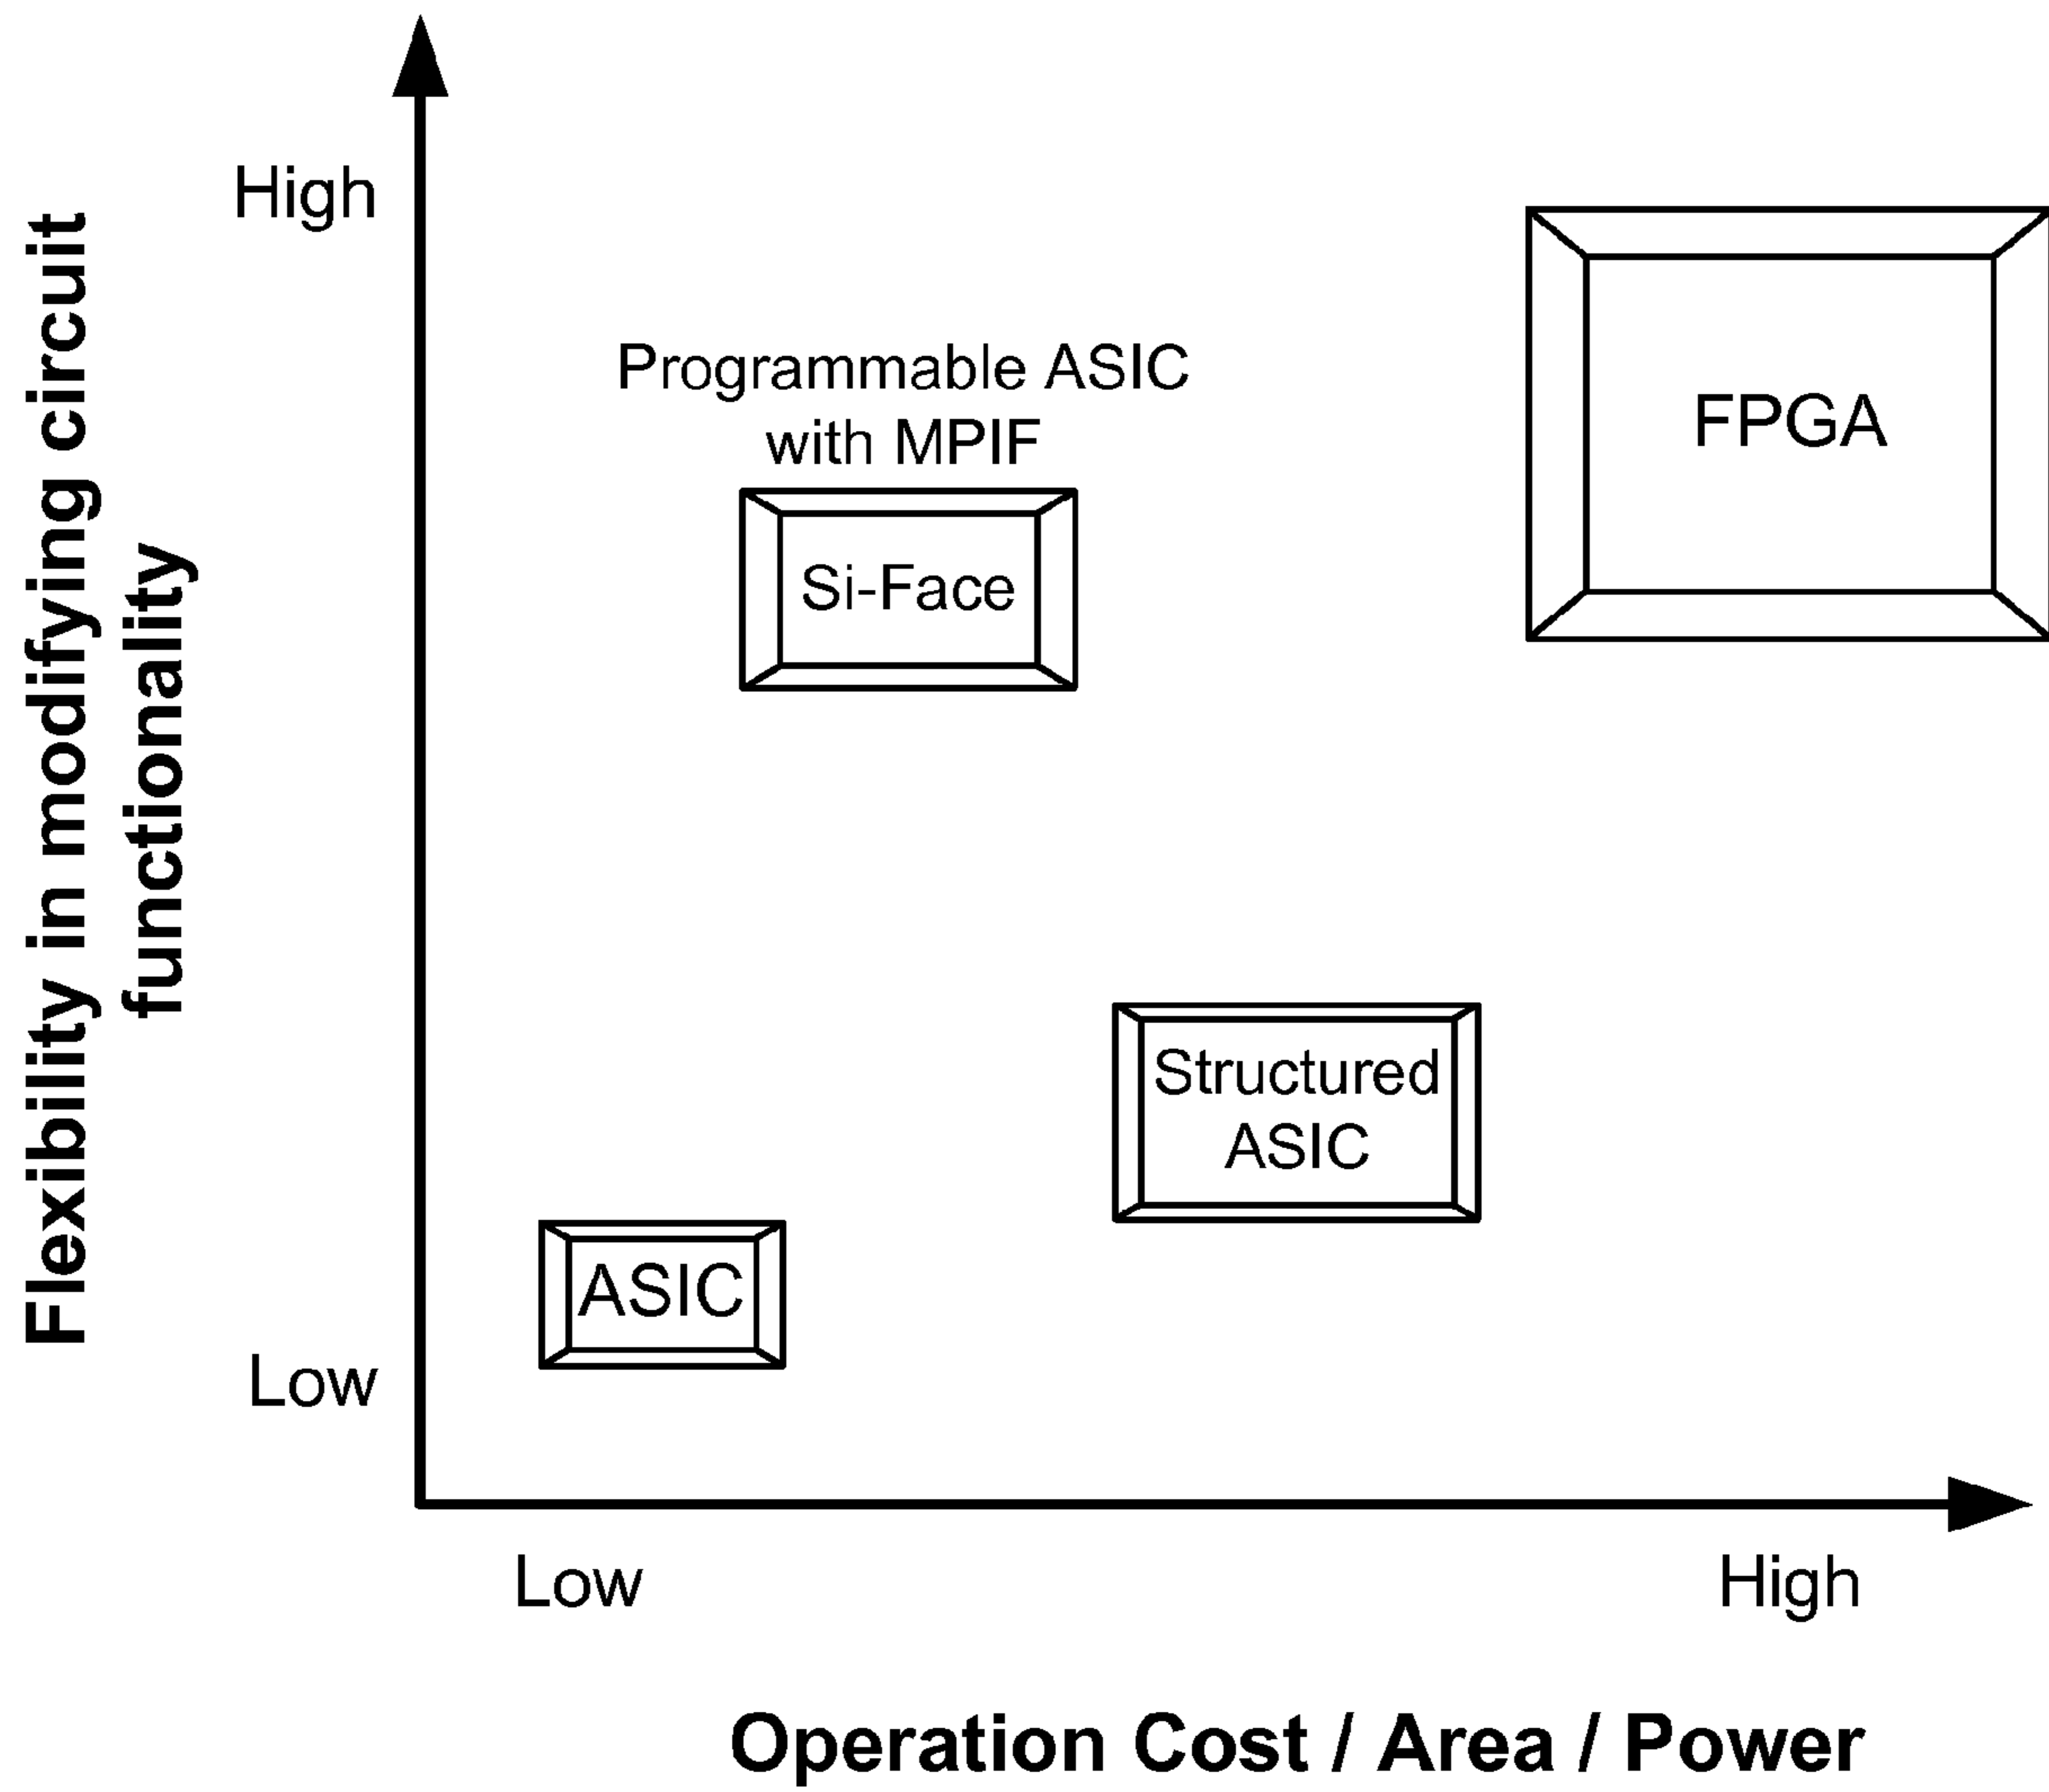 Flexibility in modifying circuit
functionality
High
Programmable ASIC
with MPIF
FPGA
Si-Face
Structured
ASIC
ASIC
Low
Low
High
Operation Cost / Area / Power